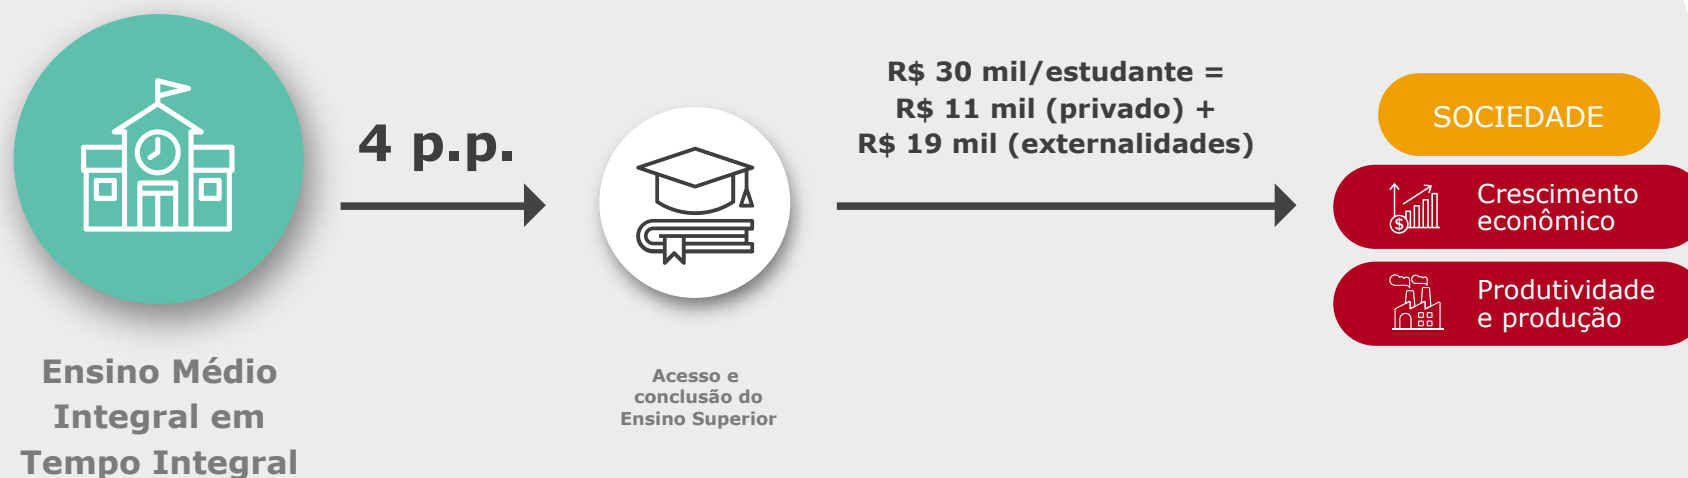 Ensino Médio
Integral em
Tempo Integral
4 p.p.
Acesso e
conclusão do
Ensino Superior
R$ 30 mil/estudante =
R$ 11 mil (privado) +
R$ 19 mil (externalidades)
SOCIEDADE
$
Crescimento
econômico
Produtividade
e produção